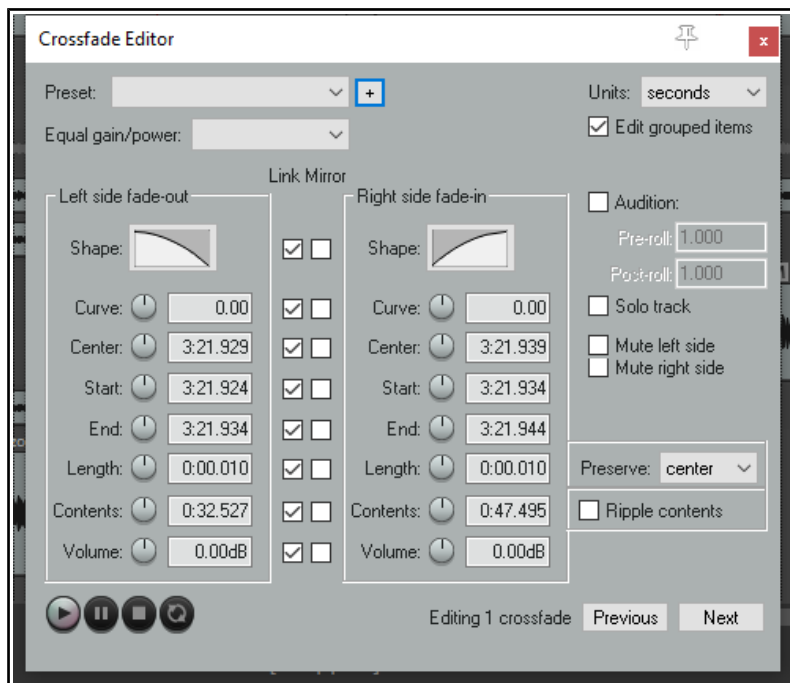 Crossfade Editor
x
Preset:
+
Units: seconds
Equal gain/power:
Edit grouped items
Link Mirror
Left side fade-out
Right side fade-in
Audition:
Shape:
Shape:
Pre-roll: 1.000
Post-roll: 1.000
Curve: 0.00
Curve: 0.00
Solo track
Center: 3:21.929
Center: 3:21.939
Mute left side
Mute right side
Start: 3:21.924
Start: 3:21.934
End: 3:21.934
End: 3:21.944
Length: 0:00.010
Length: 0:00.010
Preserve: center
Contents: 0:32.527
Contents: 0:47.495
Ripple contents
Volume: 0.00dB
Volume: 0.00dB
Editing 1 crossfade
Previous
Next